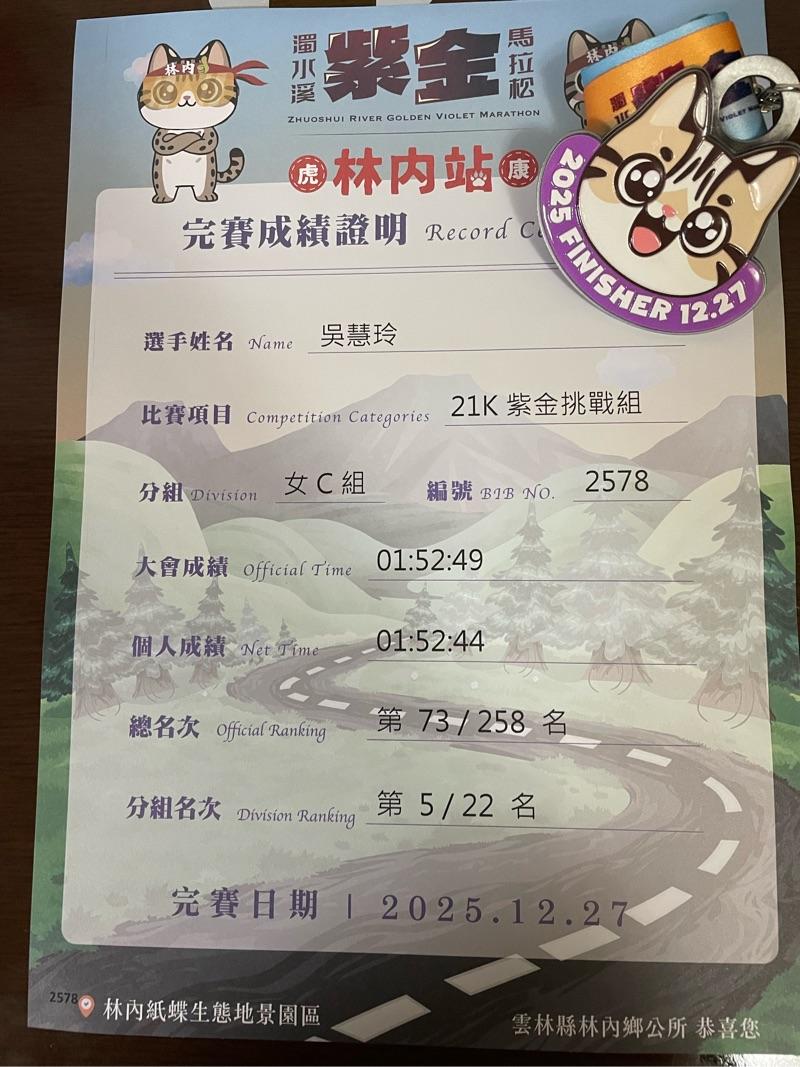 濁水溪 紫金 馬拉松
ZHUOSHUI RIVER GOLDEN VIOLET MARATHON
虎 林内站 康
林内
2025 FINISHER 12.27
完賽成績證明 Record
選手姓名 Name 吳慧玲
比賽項目 Competition Categories 21K 紫金挑戰組
分組 Division 女 C 組 編號 BIB NO. 2578
大會成績 Official Time 01:52:49
個人成績 Net Time 01:52:44
總名次 Official Ranking 第 73 / 258 名
分組名次 Division Ranking 第 5 / 22 名
完賽日期 | 2025.12.27
2578 林內紙蝶生態地景園區
雲林縣林內鄉公所 恭喜您